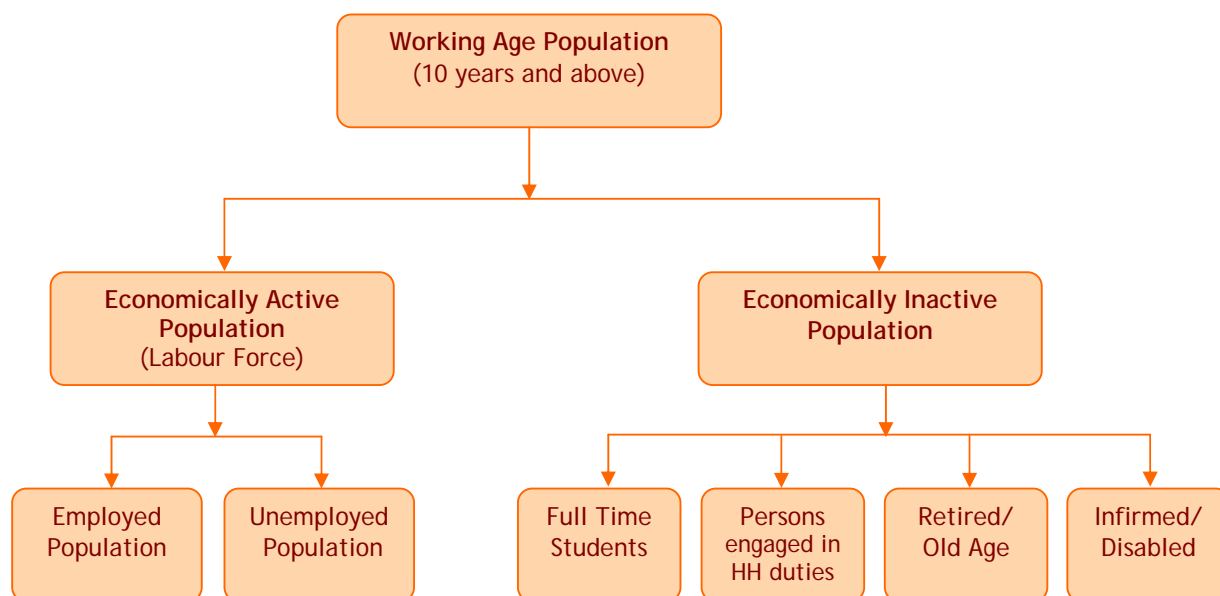 Working Age Population
(10 years and above)
Economically Active
Population
(Labour Force)
Economically Inactive
Population
Employed
Population
Unemployed
Population
Full Time
Students
Persons
engaged in
HH duties
Retired/
Old Age
Infirmed/
Disabled